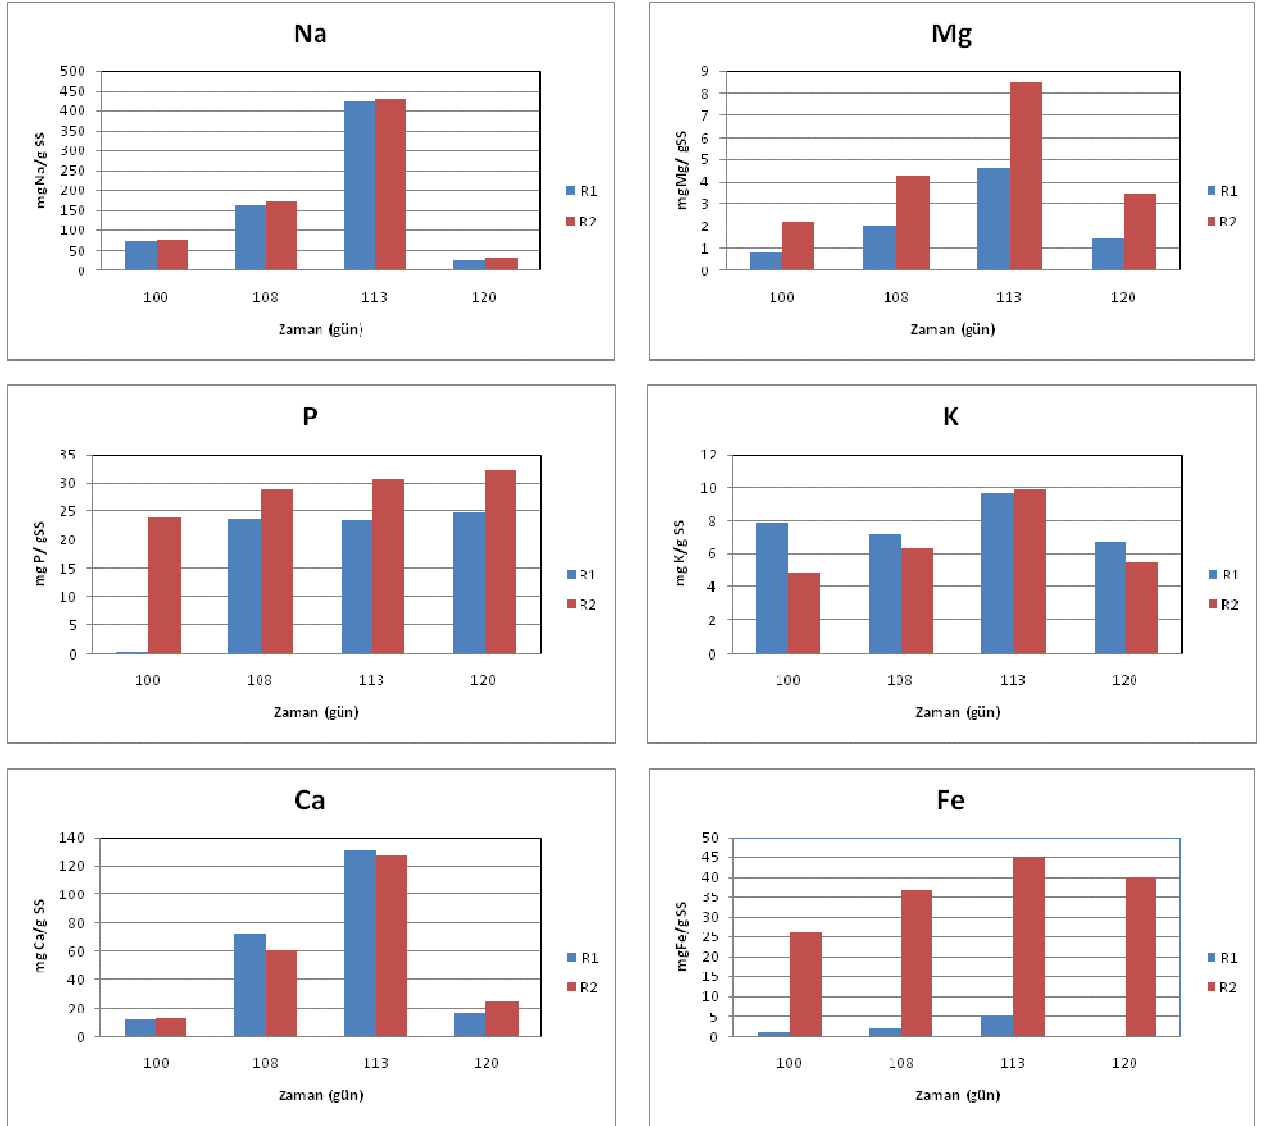 Na
500
450
400
350
300
250
200
150
100
50
0
mgNa/g SS
100 108 113 120
Zaman (gün)
R1
R2
Mg
9
8
7
6
5
4
3
2
1
0
mgMg/ gSS
100 108 113 120
Zaman (gün)
R1
R2
P
35
30
25
20
15
10
5
0
mg P/ gSS
100 108 113 120
Zaman (gün)
R1
R2
K
12
10
8
6
4
2
0
mg K/g SS
100 108 113 120
Zaman (gün)
R1
R2
Ca
140
120
100
80
60
40
20
0
mg Ca/g SS
100 108 113 120
Zaman (gün)
R1
R2
Fe
50
45
40
35
30
25
20
15
10
5
0
mgFe/gSS
100 108 113 120
Zaman (gün)
R1
R2